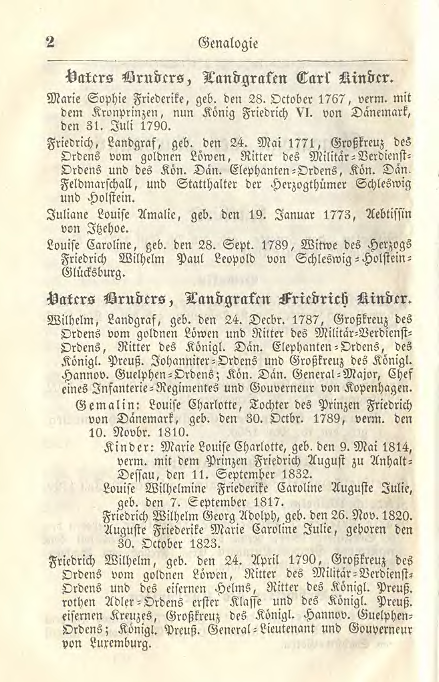 2 Genalogie
Vaters Bruders, Landgrafen Carl Kinder.
Marie Sophie Friederike, geb. den 28. October 1767, verm. mit
dem Kronprinzen, nun König Friedrich VI. von Dänemark,
den 31. Juli 1790.
Friedrich, Landgraf, geb. den 24. Mai 1771, Großkreuz des
Ordens vom goldnen Löwen, Ritter des Militär-Verdienst-
Ordens und des Kön. Dän. Elephanten-Ordens, Kön. Dän.
Feldmarschall, und Statthalter der Herzogthümer Schleswig
und Holstein.
Juliane Louise Amalie, geb. den 19. Januar 1773, Aebtissin
von Itzehoe.
Louise Caroline, geb. den 28. Sept. 1789, Witwe des Herzogs
Friedrich Wilhelm Paul Leopold von Schleswig-Holstein-
Glücksburg.
Vaters Bruders, Landgrafen Friedrich Kinder.
Wilhelm, Landgraf, geb. den 24. Decbr. 1787, Großkreuz des
Ordens vom goldnen Löwen und Ritter des Militär-Verdienst-
Ordens, Ritter des Königl. Dän. Elephanten-Ordens, des
Königl. Preuß. Johanniter-Ordens und Großkreuz des Königl.
Hannov. Guelphen-Ordens; Kön. Dän. General-Major, Chef
eines Infanterie-Regimentes und Gouverneur von Kopenhagen.
Gemalin: Louise Charlotte, Tochter des Prinzen Friedrich
von Dänemark, geb. den 30. Octbr. 1789, verm. den
10. Novbr. 1810.
Kinder: Marie Louise Charlotte, geb. den 9. Mai 1814,
verm. mit dem Prinzen Friedrich August zu Anhalt-
Dessau, den 11. September 1832.
Louise Wilhelmine Friederike Caroline Auguste Julie,
geb. den 7. September 1817.
Friedrich Wilhelm Georg Adolph, geb. den 26. Nov. 1820.
Auguste Friederike Marie Caroline Julie, geboren den
30. October 1823.
Friedrich Wilhelm, geb. den 24. April 1790, Großkreuz des
Ordens vom goldnen Löwen, Ritter des Militär-Verdienst-
Ordens und des eisernen Helms, Ritter des Königl. Preuß.
rothen Adler-Ordens erster Klasse und des Königl. Preuß.
eisernen Kreuzes, Großkreuz des Königl. Hannov. Guelphen-
Ordens; Königl. Preuß. General-Lieutenant und Gouverneur
von Luxemburg.